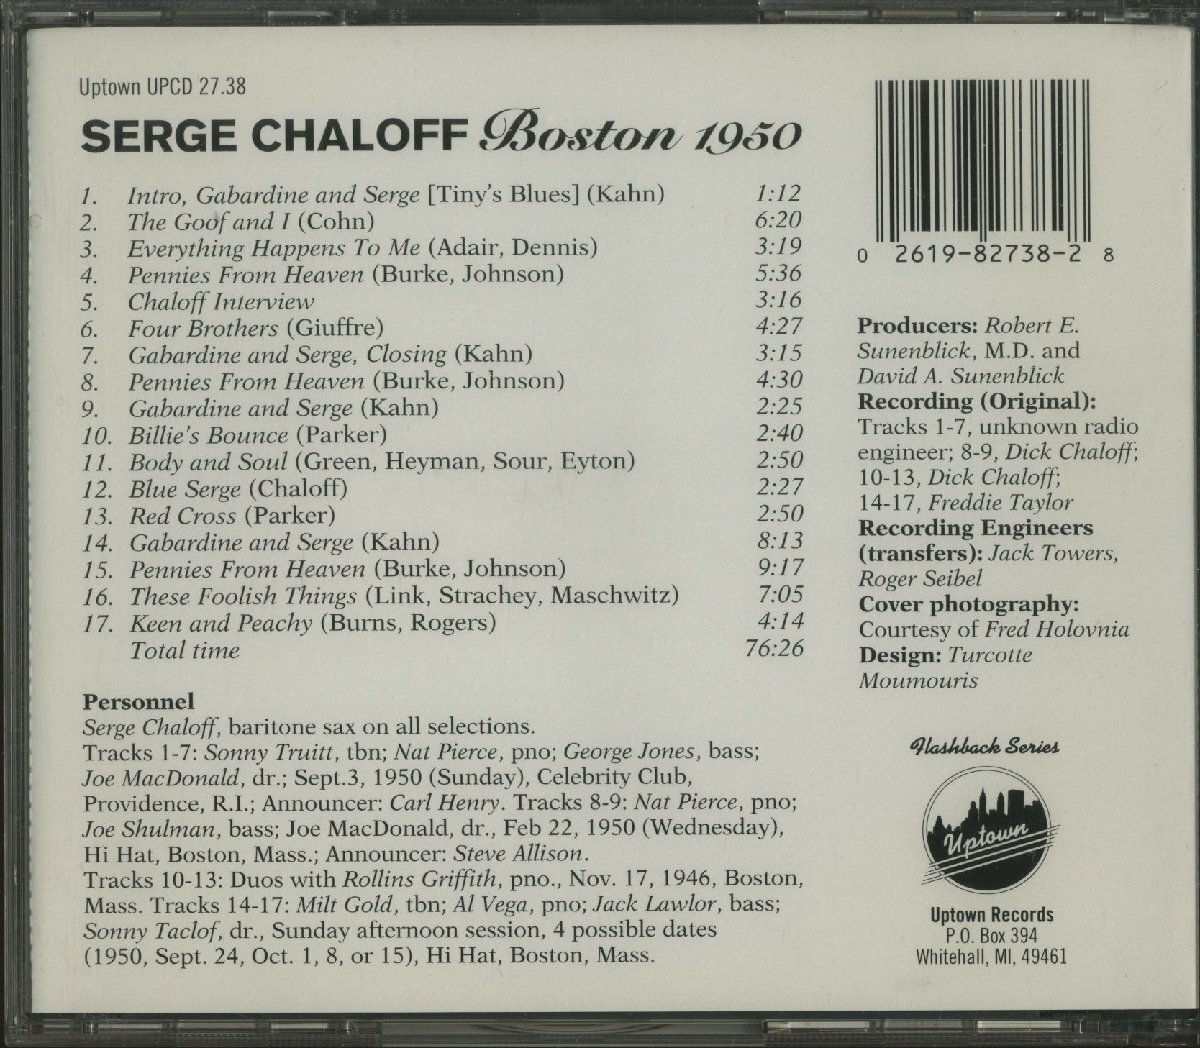 Uptown UPCD 27.38
SERGE CHALOFF Boston 1950
1. Intro, Gabardine and Serge [Tiny's Blues] (Kahn) 1:12
2. The Goof and I (Cohn) 6:20
3. Everything Happens To Me (Adair, Dennis) 3:19
4. Pennies From Heaven (Burke, Johnson) 5:36
5. Chaloff Interview 3:16
6. Four Brothers (Giuffre) 4:27
7. Gabardine and Serge, Closing (Kahn) 3:15
8. Pennies From Heaven (Burke, Johnson) 4:30
9. Gabardine and Serge (Kahn) 2:25
10. Billie's Bounce (Parker) 2:40
11. Body and Soul (Green, Heyman, Sour, Eyton) 2:50
12. Blue Serge (Chaloff) 2:27
13. Red Cross (Parker) 2:50
14. Gabardine and Serge (Kahn) 8:13
15. Pennies From Heaven (Burke, Johnson) 9:17
16. These Foolish Things (Link, Strachey, Maschwitz) 7:05
17. Keen and Peachy (Burns, Rogers) 4:14
Total time 76:26
Personnel
Serge Chaloff, baritone sax on all selections.
Tracks 1-7: Sonny Truitt, tbn; Nat Pierce, pno; George Jones, bass;
Joe MacDonald, dr.; Sept.3, 1950 (Sunday), Celebrity Club,
Providence, R.I.; Announcer: Carl Henry. Tracks 8-9: Nat Pierce, pno;
Joe Shulman, bass; Joe MacDonald, dr., Feb 22, 1950 (Wednesday),
Hi Hat, Boston, Mass.; Announcer: Steve Allison.
Tracks 10-13: Duos with Rollins Griffith, pno., Nov. 17, 1946, Boston,
Mass. Tracks 14-17: Milt Gold, tbn; Al Vega, pno; Jack Lawlor, bass;
Sonny Taclof, dr., Sunday afternoon session, 4 possible dates
(1950, Sept. 24, Oct. 1, 8, or 15), Hi Hat, Boston, Mass.
0 2619-82738-2 8
Producers: Robert E.
Sunenblick, M.D. and
David A. Sunenblick
Recording (Original):
Tracks 1-7, unknown radio
engineer; 8-9, Dick Chaloff;
10-13, Dick Chaloff;
14-17, Freddie Taylor
Recording Engineers
(transfers): Jack Towers,
Roger Seibel
Cover photography:
Courtesy of Fred Holovnia
Design: Turcotte
Moumouris
Flashback Series
Uptown
Uptown Records
P.O. Box 394
Whitehall, MI, 49461